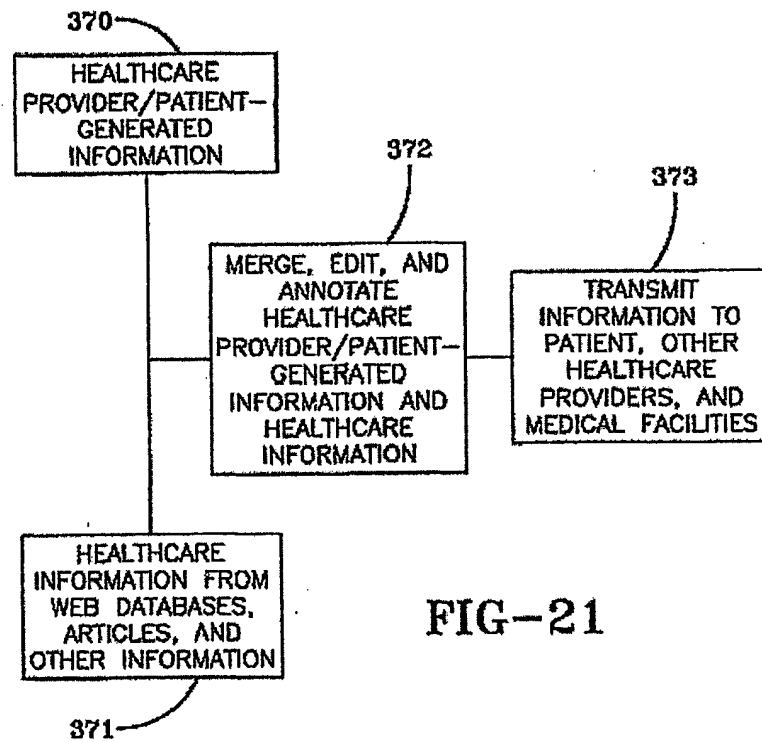 370
HEALTHCARE
PROVIDER/PATIENT-
GENERATED
INFORMATION
372
MERGE, EDIT, AND
ANNOTATE
HEALTHCARE
PROVIDER/PATIENT-
GENERATED
INFORMATION AND
HEALTHCARE
INFORMATION
373
TRANSMIT
INFORMATION TO
PATIENT, OTHER
HEALTHCARE
PROVIDERS, AND
MEDICAL FACILITIES
HEALTHCARE
INFORMATION FROM
WEB DATABASES,
ARTICLES, AND
OTHER INFORMATION
371
FIG-21